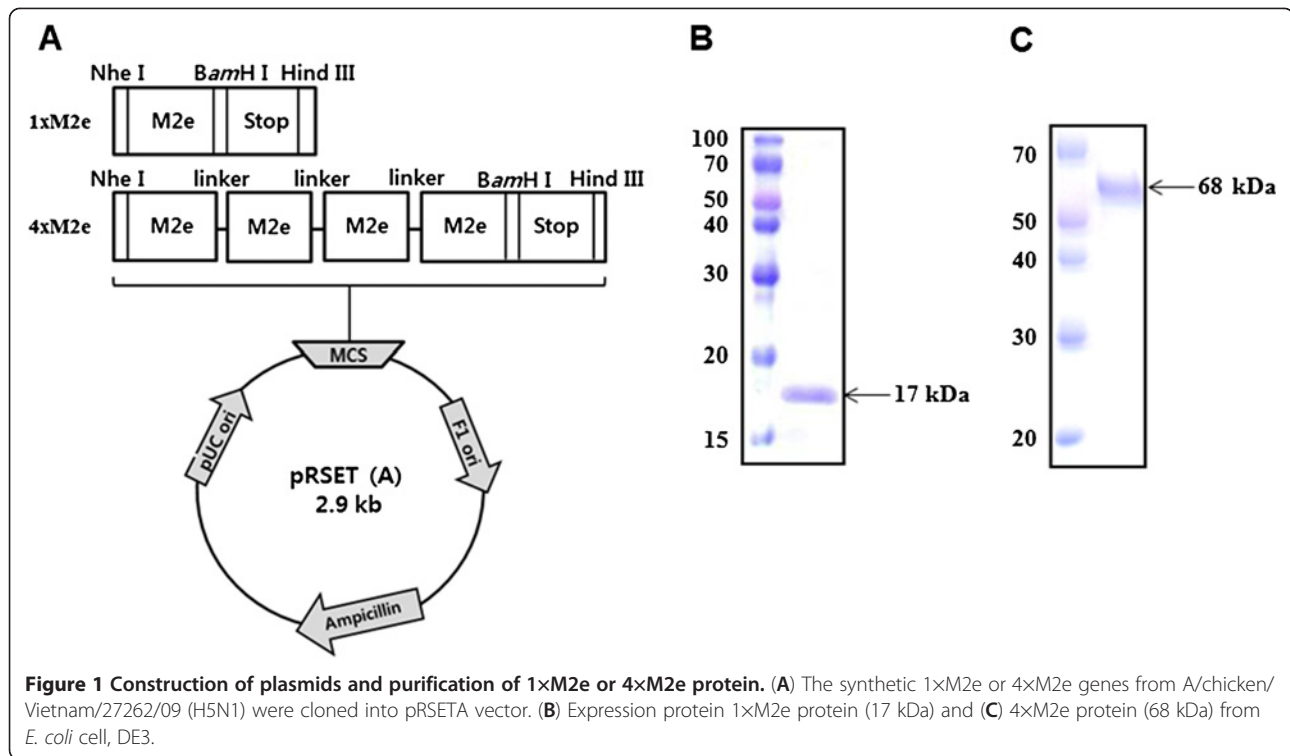 A
Nhe I BamH I Hind III
1xM2e M2e Stop
Nhe I linker linker linker BamH I Hind III
4xM2e M2e M2e M2e M2e Stop
MCS
pUC ori
F1 ori
pRSET (A)
2.9 kb
Ampicillin
B
100
70
50
40
30
20
17 kDa
15
C
70
68 kDa
50
40
30
20
Figure 1 Construction of plasmids and purification of 1×M2e or 4×M2e protein. (A) The synthetic 1×M2e or 4×M2e genes from A/chicken/
Vietnam/27262/09 (H5N1) were cloned into pRSETA vector. (B) Expression protein 1×M2e protein (17 kDa) and (C) 4×M2e protein (68 kDa) from
E. coli cell, DE3.